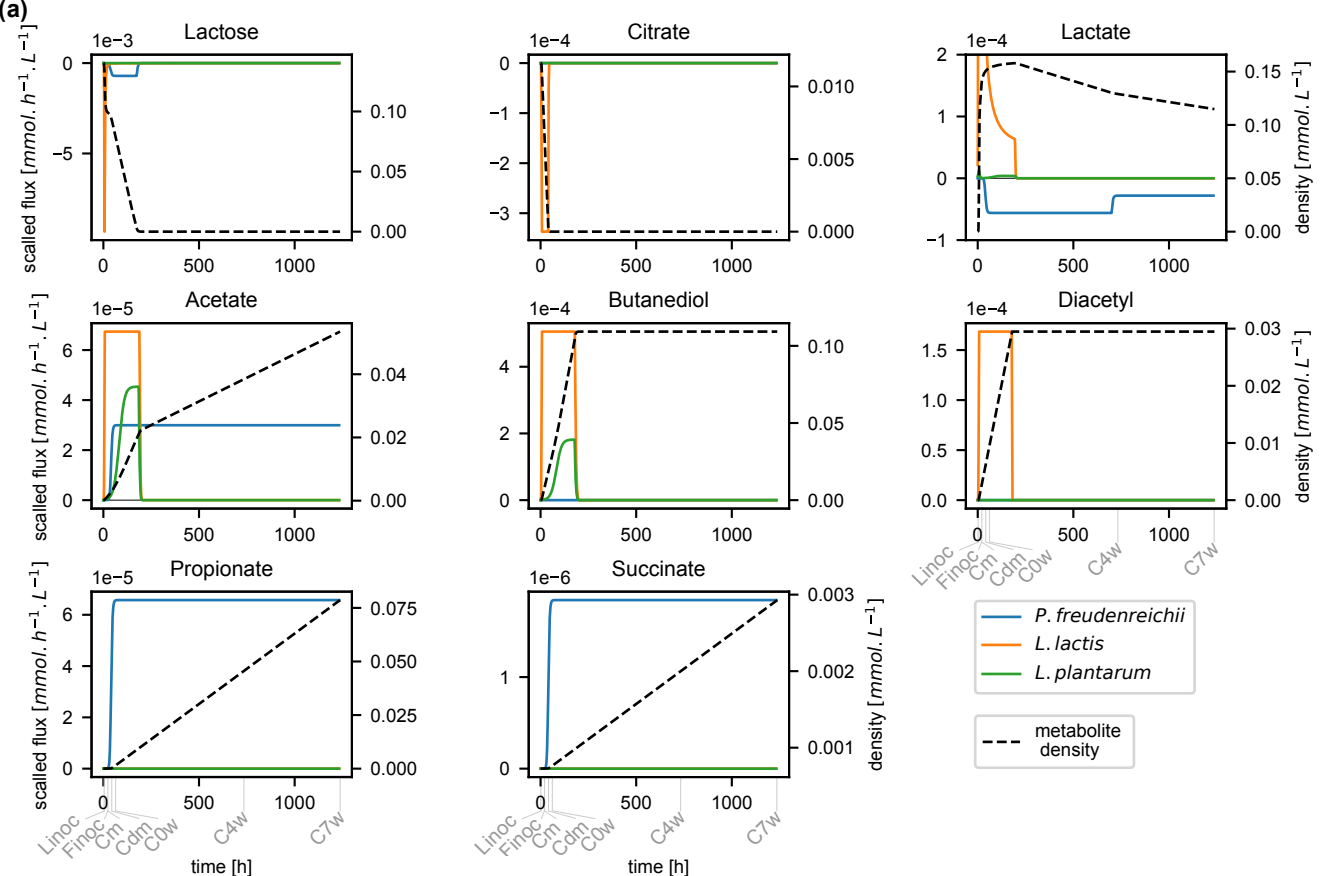 (a)
Lactose
Citrate
Lactate
1e−3
1e−4
1e−4
scalled flux [mmol. h⁻¹. L⁻¹]
0
−5
0.10
0.05
0.00
0
−1
−2
−3
0.010
0.005
0.000
2
1
0
−1
0.15
0.10
0.05
0.00
density [mmol. L⁻¹]
0 500 1000
0 500 1000
0 500 1000
Acetate
Butanediol
Diacetyl
1e−5
1e−4
1e−4
scalled flux [mmol. h⁻¹. L⁻¹]
6
4
2
0
0.04
0.02
0.00
4
2
0
0.10
0.05
0.00
1.5
1.0
0.5
0.0
0.03
0.02
0.01
0.00
density [mmol. L⁻¹]
0 500 1000
0 500 1000
0 500 1000
Linoc Finoc Cm Cdm C0w C4w C7w
Propionate
Succinate
1e−5
1e−6
scalled flux [mmol. h⁻¹. L⁻¹]
6
4
2
0
0.075
0.050
0.025
0.000
1
0
0.003
0.002
0.001
density [mmol. L⁻¹]
0 500 1000
0 500 1000
Linoc Finoc Cm Cdm C0w C4w C7w
Linoc Finoc Cm Cdm C0w C4w C7w
time [h]
time [h]
P. freudenreichii
L. lactis
L. plantarum
metabolite
density